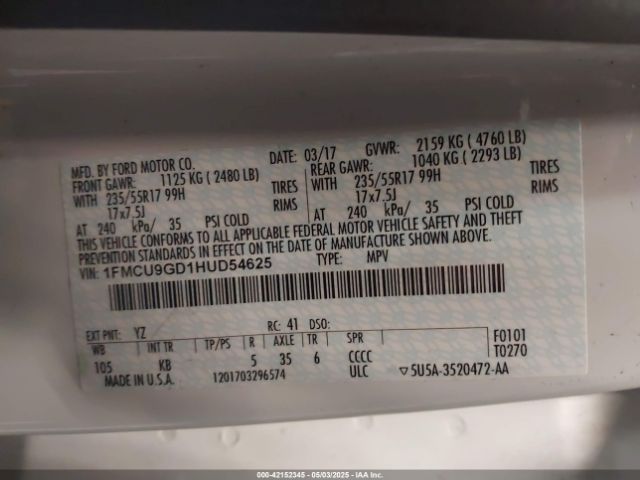 MFD. BY FORD MOTOR CO.
DATE: 03/17 GVWR: 2159 KG ( 4760 LB)
FRONT GAWR: 1125 KG ( 2480 LB) REAR GAWR: 1040 KG ( 2293 LB)
WITH 235/55R17 99H TIRES WITH 235/55R17 99H TIRES
17x7.5J RIMS 17x7.5J RIMS
AT 240 kPa/ 35 PSI COLD AT 240 kPa/ 35 PSI COLD
THIS VEHICLE CONFORMS TO ALL APPLICABLE FEDERAL MOTOR VEHICLE SAFETY AND THEFT
PREVENTION STANDARDS IN EFFECT ON THE DATE OF MANUFACTURE SHOWN ABOVE.
VIN: 1FMCU9GD1HUD54625 TYPE: MPV
EXT PNT: YZ RC: 41 DSO:
WB INT TR TP/PS R AXLE TR SPR F0101
105 KB 5 35 6 CCCC T0270
MADE IN U.S.A. 1201703296574 ULC ▽5U5A-3520472-AA
000-42152345 - 05/03/2025 - IAA Inc.